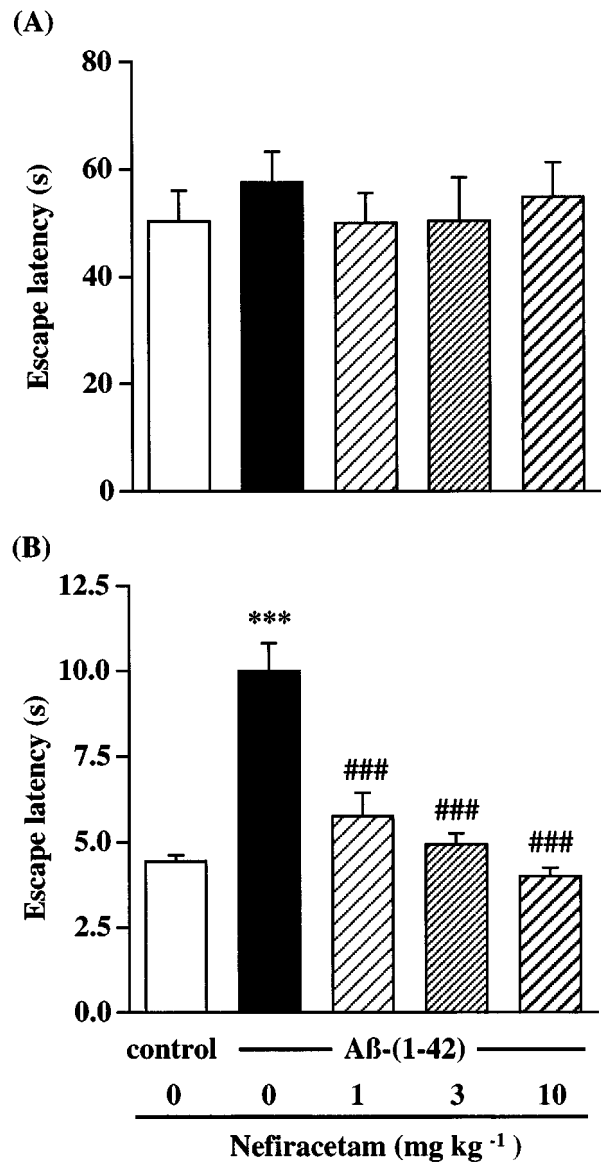 (A)
80
60
40
20
0
Escape latency (s)
(B)
12.5
10.0
7.5
5.0
2.5
0.0
Escape latency (s)
***
###
###
###
control Aß-(1-42)
0 0 1 3 10
Nefiracetam (mg kg -1)